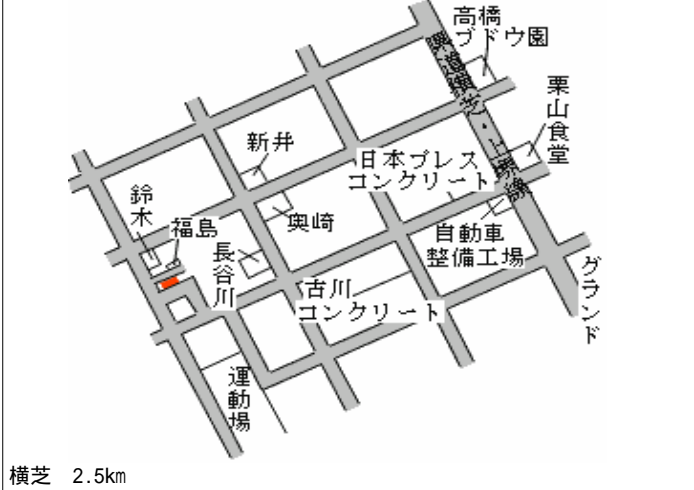 高橋
ブドウ園
県道横芝・上堺線
栗山食堂
新井
日本プレス
コンクリート
鈴木
福島
奥崎
長谷川
自動車
整備工場
古川
コンクリート
グランド
運動場
横芝 2.5km